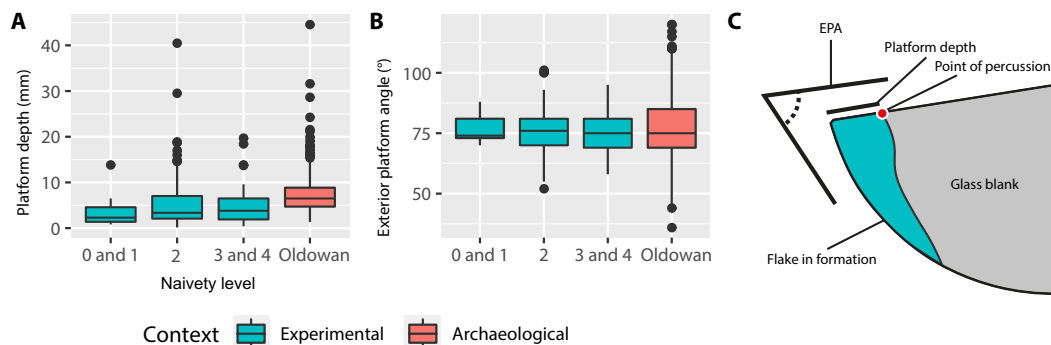 A
Platform depth (mm)
40
30
20
10
0
0 and 1
2
3 and 4
Oldowan
Naivety level
B
Exterior platform angle (°)
100
75
50
0 and 1
2
3 and 4
Oldowan
C
EPA
Platform depth
Point of percussion
Glass blank
Flake in formation
Context
Experimental
Archaeological